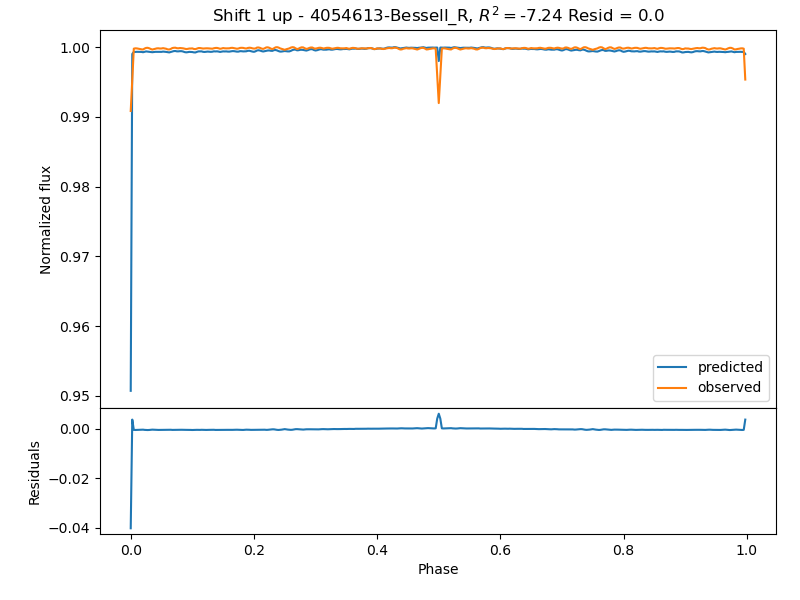 Shift 1 up - 4054613-Bessell_R, $R^2 = $-7.24 Resid = 0.0
Normalized flux
1.00
0.99
0.98
0.97
0.96
0.95
predicted
observed
Residuals
0.00
−0.02
−0.04
0.0 0.2 0.4 0.6 0.8 1.0
Phase